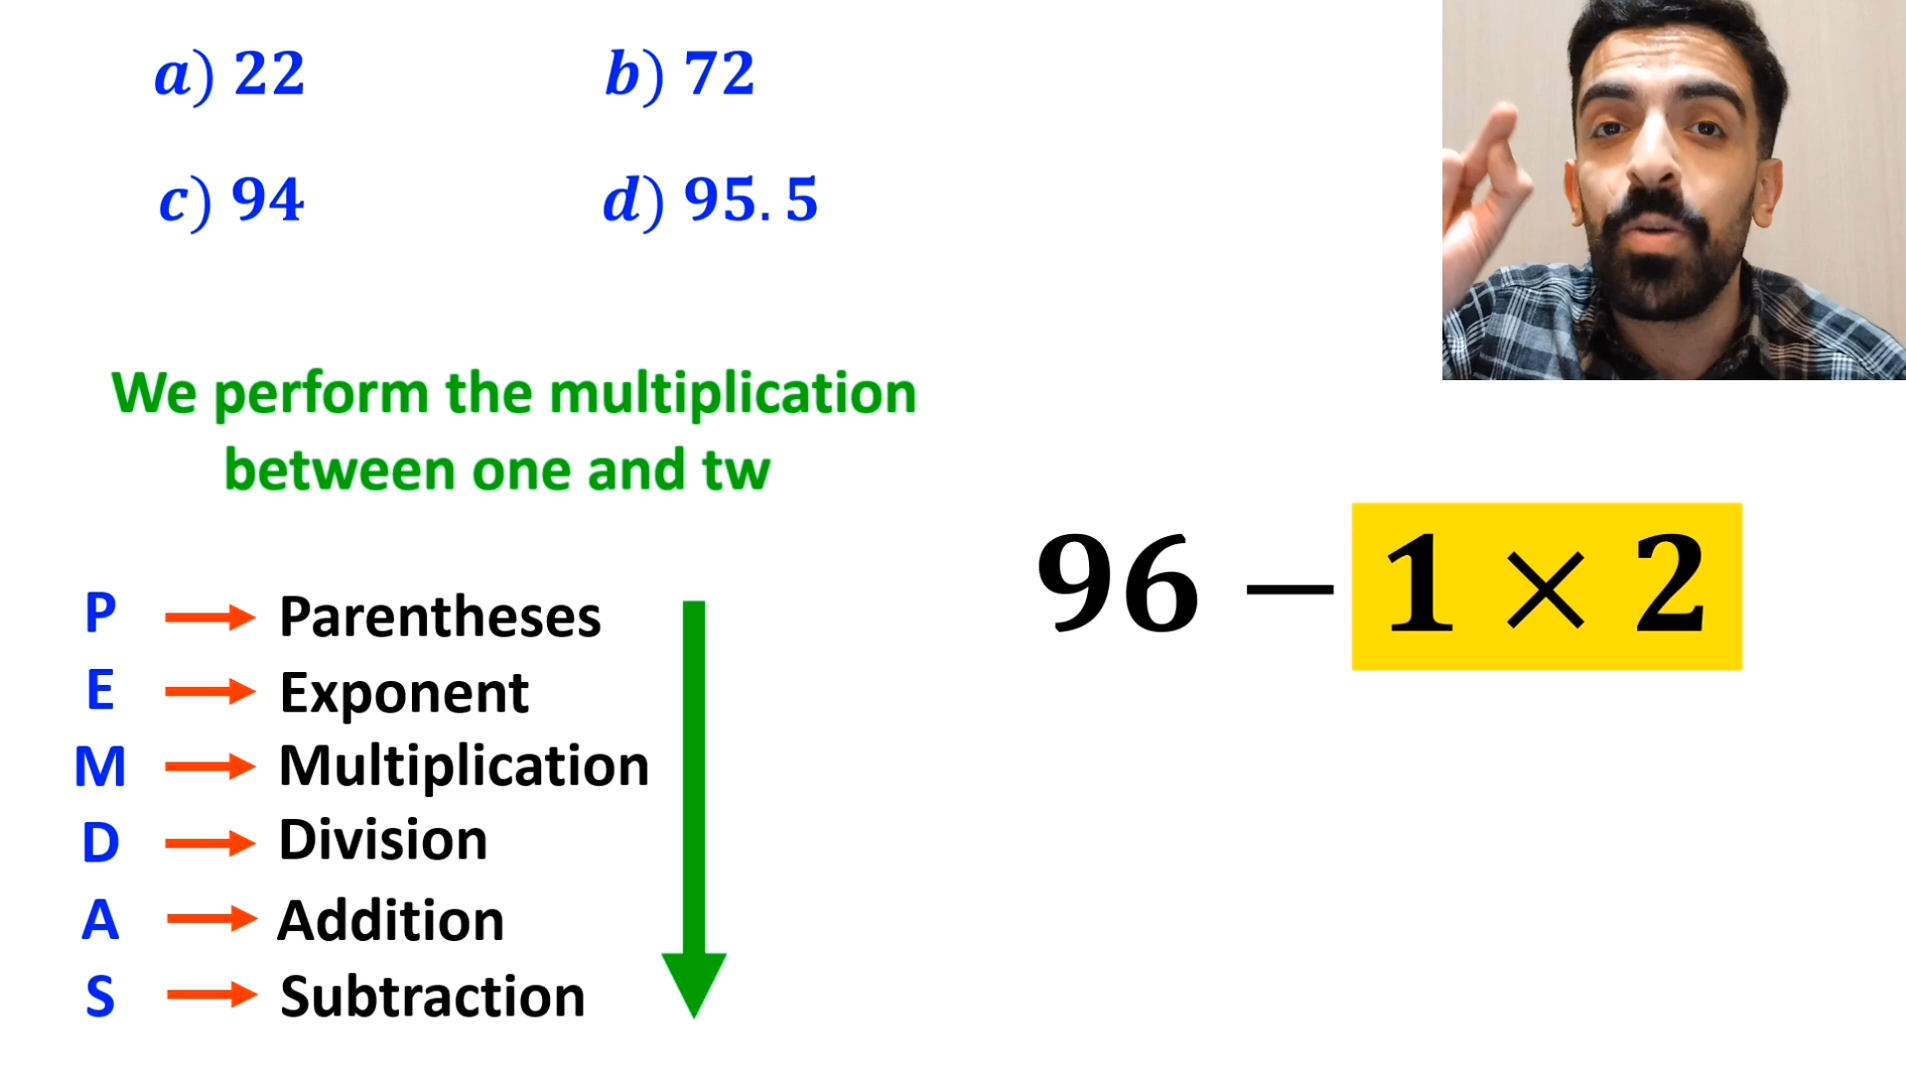 a) 22 b) 72
c) 94 d) 95.5
We perform the multiplication
between one and tw
96 − 1 × 2
P → Parentheses
E → Exponent
M → Multiplication
D → Division
A → Addition
S → Subtraction